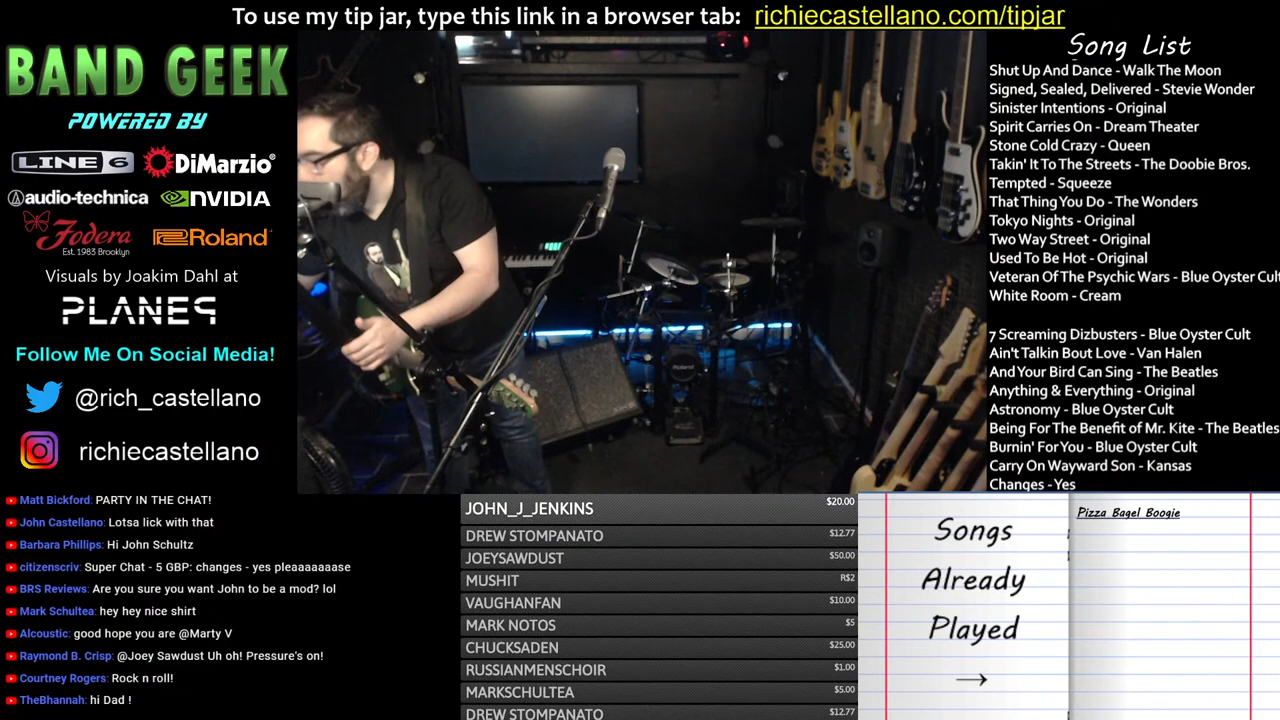 To use my tip jar, type this link in a browser tab: richiecastellano.com/tipjar
BAND GEEK
POWERED BY
LINE 6
DiMarzio®
audio-technica
NVIDIA
Fodera
Est. 1983 Brooklyn
Roland
Visuals by Joakim Dahl at
PLANE9
Follow Me On Social Media!
@rich_castellano
richiecastellano
Matt Bickford: PARTY IN THE CHAT!
John Castellano: Lotsa lick with that
Barbara Phillips: Hi John Schultz
citizenscriv: Super Chat - 5 GBP: changes - yes pleaaaaaase
BRS Reviews: Are you sure you want John to be a mod? lol
Mark Schultea: hey hey nice shirt
Alcoustic: good hope you are @Marty V
Raymond B. Crisp: @Joey Sawdust Uh oh! Pressure's on!
Courtney Rogers: Rock n roll!
TheBhannah: hi Dad !
Roland
JOHN_J_JENKINS $20.00
DREW STOMPANATO $12.77
JOEYSAWDUST $50.00
MUSHIT R$2
VAUGHANFAN $10.00
MARK NOTOS $5
CHUCKSADEN $25.00
RUSSIANMENSCHOIR $1.00
MARKSCHULTEA $5.00
DREW STOMPANATO $12.77
Song List
Shut Up And Dance - Walk The Moon
Signed, Sealed, Delivered - Stevie Wonder
Sinister Intentions - Original
Spirit Carries On - Dream Theater
Stone Cold Crazy - Queen
Takin' It To The Streets - The Doobie Bros.
Tempted - Squeeze
That Thing You Do - The Wonders
Tokyo Nights - Original
Two Way Street - Original
Used To Be Hot - Original
Veteran Of The Psychic Wars - Blue Oyster Cult
White Room - Cream
7 Screaming Dizbusters - Blue Oyster Cult
Ain't Talkin Bout Love - Van Halen
And Your Bird Can Sing - The Beatles
Anything & Everything - Original
Astronomy - Blue Oyster Cult
Being For The Benefit of Mr. Kite - The Beatles
Burnin' For You - Blue Oyster Cult
Carry On Wayward Son - Kansas
Changes - Yes
Songs
Already
Played
→
Pizza Bagel Boogie